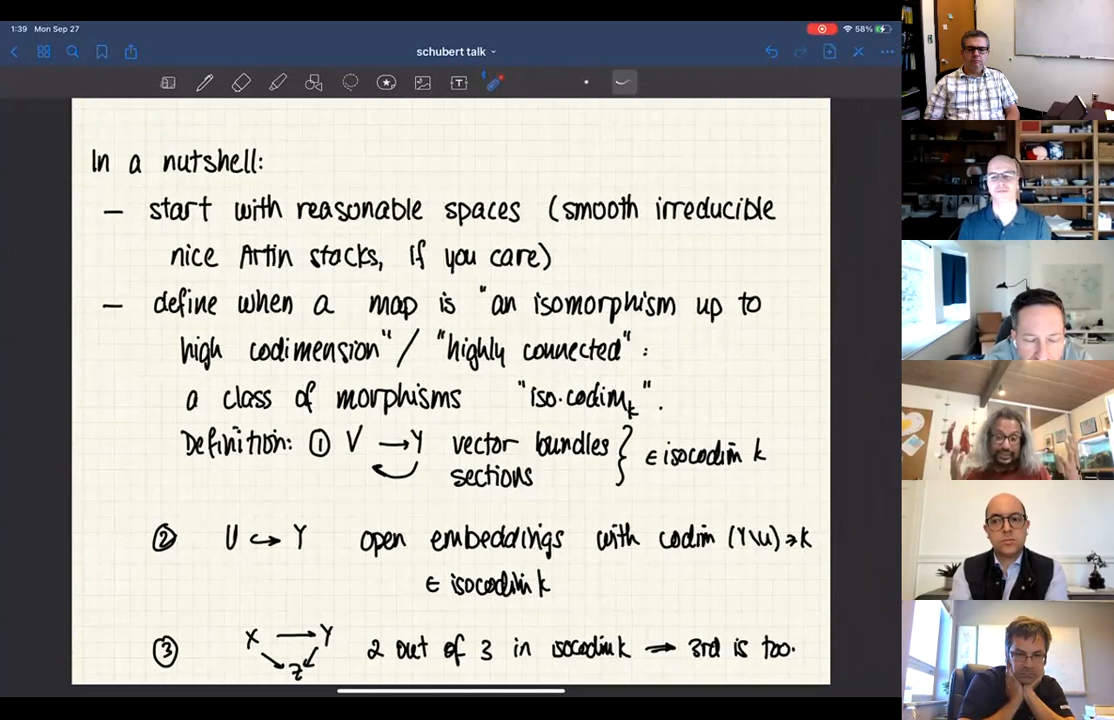 1:39 Mon Sep 27
58%
schubert talk
In a nutshell:
– start with reasonable spaces (smooth irreducible
nice Artin stacks, if you care)
– define when a map is "an isomorphism up to
high codimension" / "highly connected" :
a class of morphisms "iso.codim_k".
Definition: ① V → Y vector bundles } ∈ isocodim k
sections
② U ↪ Y open embeddings with codim (Y\U) > k
∈ isocodim k
③ X → Y 2 out of 3 in isocodim k → 3rd is too.
Z